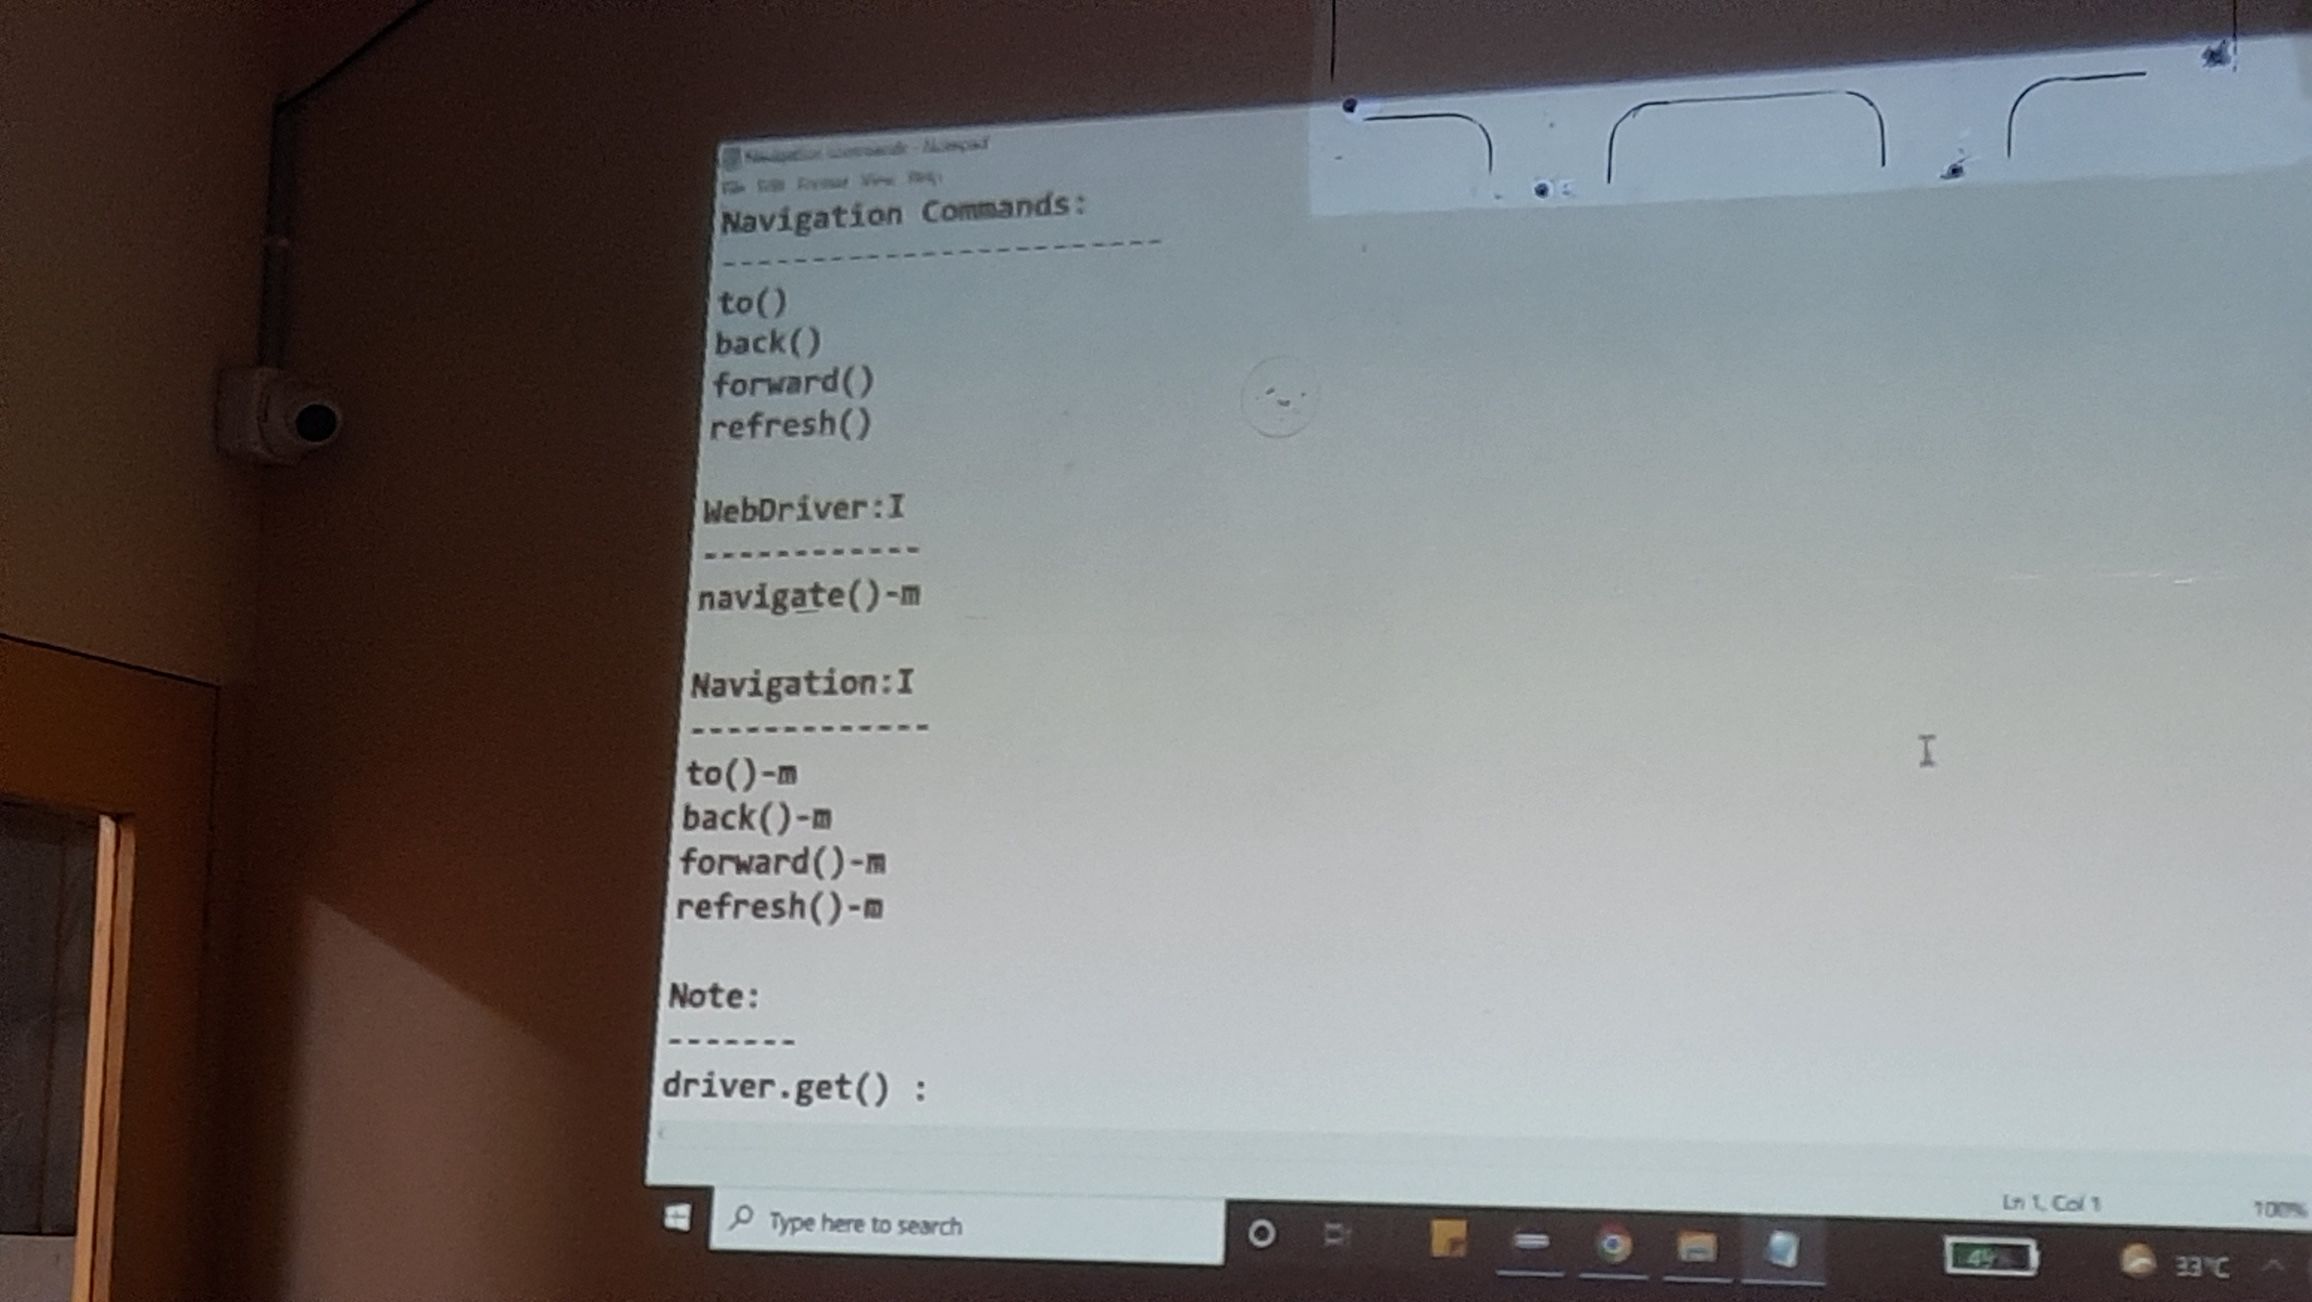 Navigation commands - Notepad
File Edit Format View Help
Navigation Commands:
------------------------
to()
back()
forward()
refresh()
WebDriver:I
------------
navigate()-m
Navigation:I
-------------
to()-m
back()-m
forward()-m
refresh()-m
Note:
-------
driver.get() :
Ln 1, Col 1
100%
Type here to search
33°C